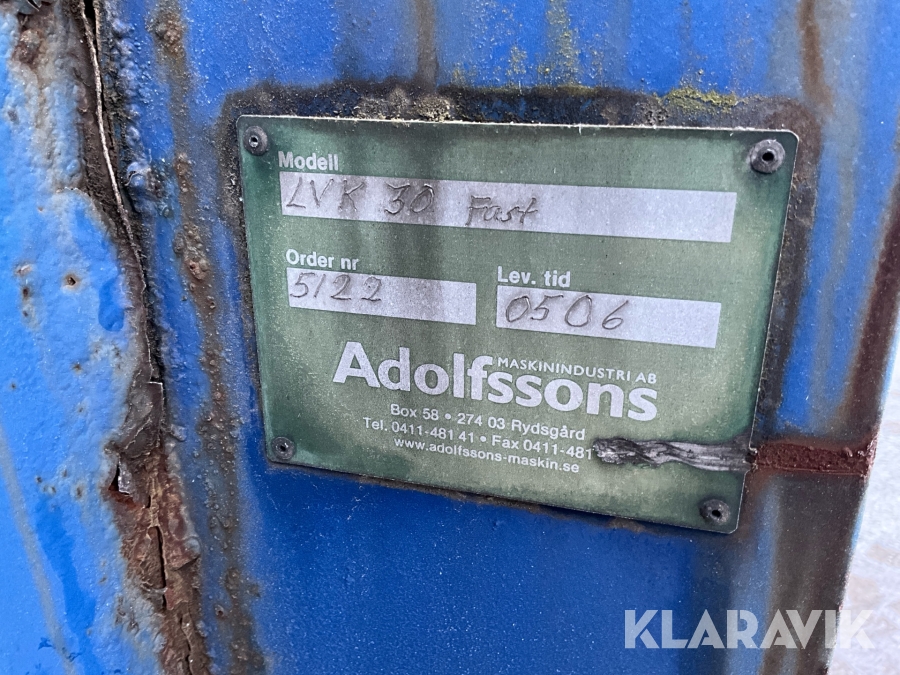 Modell
LVK 30 Fast
Order nr
5122
Lev. tid
0506
MASKININDUSTRI AB
Adolfssons
Box 58 • 274 03 Rydsgård
Tel. 0411-481 41 • Fax 0411-481
www.adolfssons-maskin.se
KLARAVIK